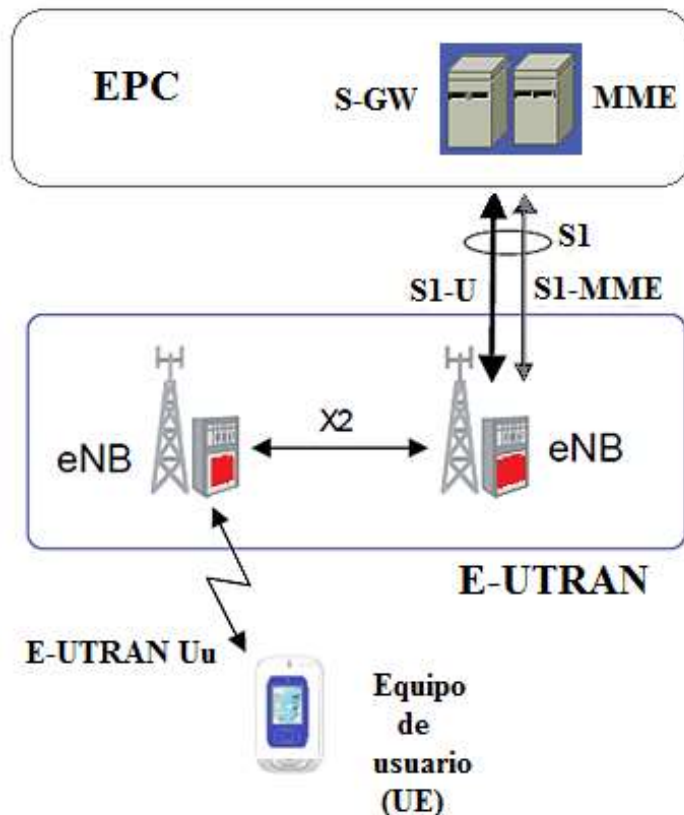 EPC
S-GW
MME
S1
S1-U
S1-MME
X2
eNB
eNB
E-UTRAN
E-UTRAN Uu
Equipo
de
usuario
(UE)